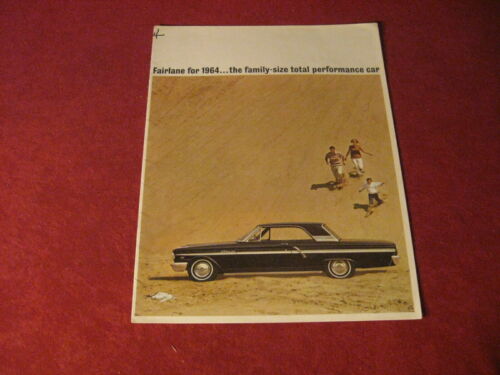 Fairlane for 1964...the family-size total performance car